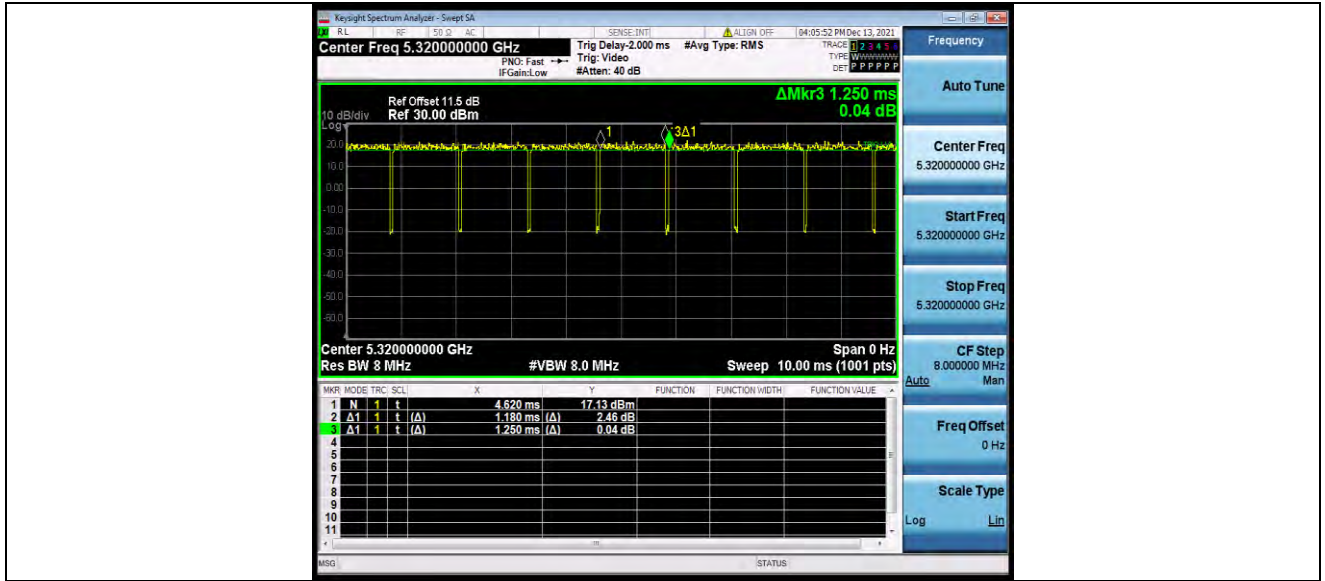 Keysight Spectrum Analyzer - Swept SA
RL RF 50 Ω AC SENSE:INT ALIGN OFF 04:05:52 PM Dec 13, 2021
Center Freq 5.320000000 GHz Trig Delay-2.000 ms #Avg Type: RMS TRACE 1 2 3 4 5 6
PNO: Fast Trig: Video TYPE
IFGain:Low #Atten: 40 dB DET P P P P P P
ΔMkr3 1.250 ms
0.04 dB
Ref Offset 11.5 dB
10 dB/div Ref 30.00 dBm
Log
1
3Δ1
20.0
10.0
0.00
-10.0
-20.0
-30.0
-40.0
-50.0
-60.0
Center 5.320000000 GHz Span 0 Hz
Res BW 8 MHz #VBW 8.0 MHz Sweep 10.00 ms (1001 pts)
MKR MODE TRC SCL X Y FUNCTION FUNCTION WIDTH FUNCTION VALUE
1 N 1 t 4.620 ms 17.13 dBm
2 Δ1 1 t (Δ) 1.180 ms (Δ) 2.46 dB
3 Δ1 1 t (Δ) 1.250 ms (Δ) 0.04 dB
4
5
6
7
8
9
10
11
MSG STATUS
Frequency
Auto Tune
Center Freq
5.320000000 GHz
Start Freq
5.320000000 GHz
Stop Freq
5.320000000 GHz
CF Step
8.000000 MHz
Auto Man
Freq Offset
0 Hz
Scale Type
Log Lin